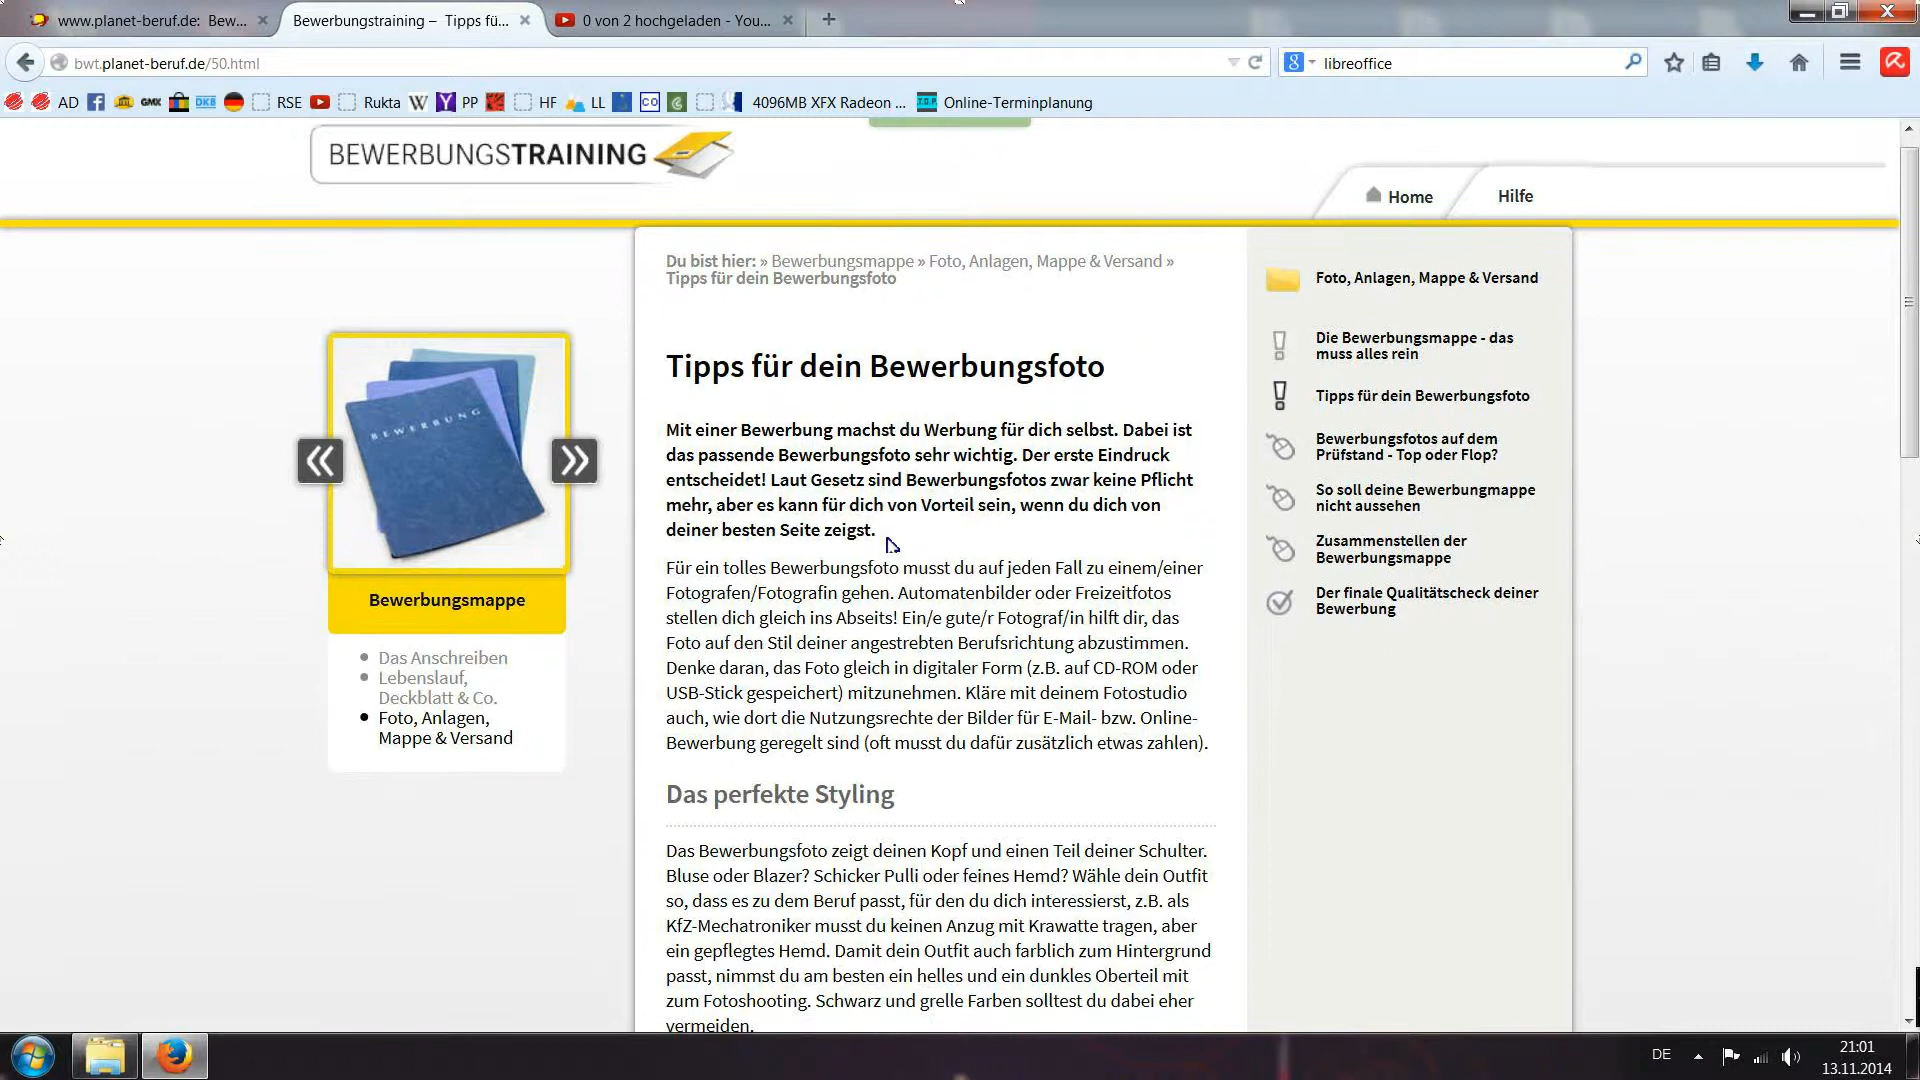 www.planet-beruf.de: Bew...
Bewerbungstraining – Tipps fü...
0 von 2 hochgeladen - You...
bwt.planet-beruf.de/50.html
libreoffice
AD
GMX
DKB
RSE
Rukta
W
Y
PP
HF
LL
CO
4096MB XFX Radeon ...
T.O.P.
Online-Terminplanung
BEWERBUNGSTRAINING
Home
Hilfe
Du bist hier: » Bewerbungsmappe » Foto, Anlagen, Mappe & Versand »
Tipps für dein Bewerbungsfoto
BEWERBUNG
Bewerbungsmappe
Das Anschreiben
Lebenslauf,
Deckblatt & Co.
Foto, Anlagen,
Mappe & Versand
Tipps für dein Bewerbungsfoto
Mit einer Bewerbung machst du Werbung für dich selbst. Dabei ist
das passende Bewerbungsfoto sehr wichtig. Der erste Eindruck
entscheidet! Laut Gesetz sind Bewerbungsfotos zwar keine Pflicht
mehr, aber es kann für dich von Vorteil sein, wenn du dich von
deiner besten Seite zeigst.
Für ein tolles Bewerbungsfoto musst du auf jeden Fall zu einem/einer
Fotografen/Fotografin gehen. Automatenbilder oder Freizeitfotos
stellen dich gleich ins Abseits! Ein/e gute/r Fotograf/in hilft dir, das
Foto auf den Stil deiner angestrebten Berufsrichtung abzustimmen.
Denke daran, das Foto gleich in digitaler Form (z.B. auf CD-ROM oder
USB-Stick gespeichert) mitzunehmen. Kläre mit deinem Fotostudio
auch, wie dort die Nutzungsrechte der Bilder für E-Mail- bzw. Online-
Bewerbung geregelt sind (oft musst du dafür zusätzlich etwas zahlen).
Das perfekte Styling
Das Bewerbungsfoto zeigt deinen Kopf und einen Teil deiner Schulter.
Bluse oder Blazer? Schicker Pulli oder feines Hemd? Wähle dein Outfit
so, dass es zu dem Beruf passt, für den du dich interessierst, z.B. als
KfZ-Mechatroniker musst du keinen Anzug mit Krawatte tragen, aber
ein gepflegtes Hemd. Damit dein Outfit auch farblich zum Hintergrund
passt, nimmst du am besten ein helles und ein dunkles Oberteil mit
zum Fotoshooting. Schwarz und grelle Farben solltest du dabei eher
vermeiden.
Foto, Anlagen, Mappe & Versand
Die Bewerbungsmappe - das
muss alles rein
Tipps für dein Bewerbungsfoto
Bewerbungsfotos auf dem
Prüfstand - Top oder Flop?
So soll deine Bewerbungmappe
nicht aussehen
Zusammenstellen der
Bewerbungsmappe
Der finale Qualitätscheck deiner
Bewerbung
DE
21:01
13.11.2014